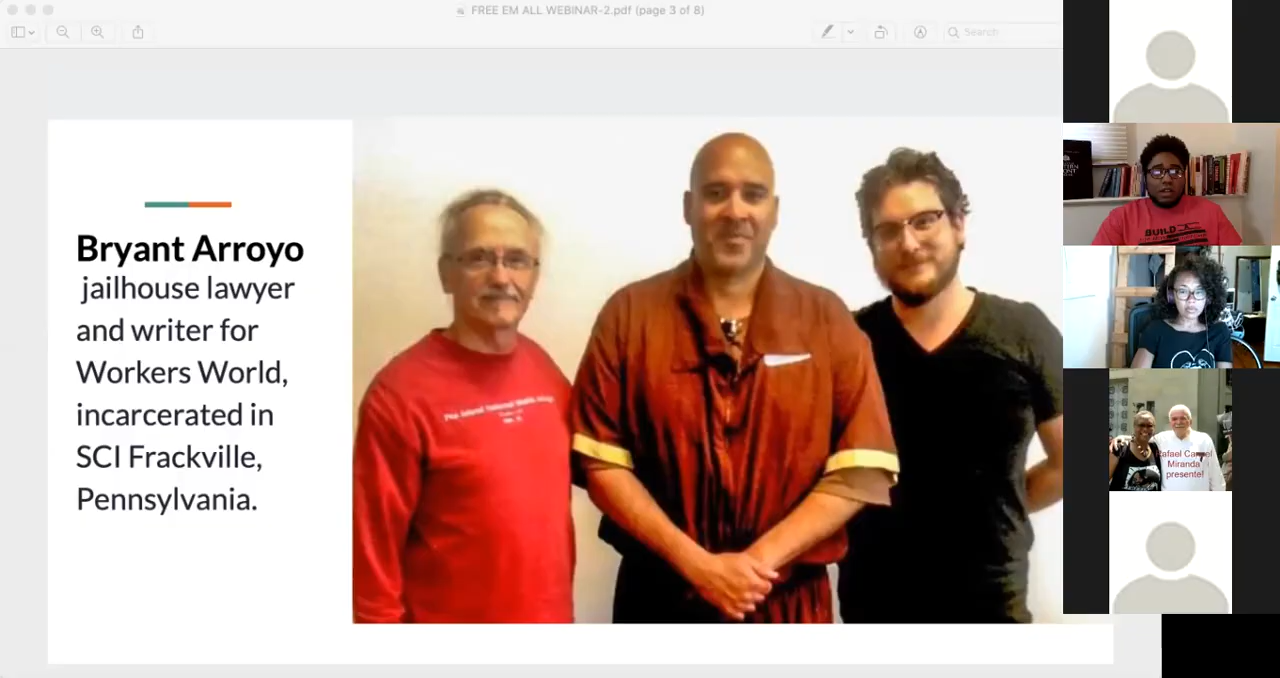 FREE EM ALL WEBINAR-2.pdf (page 3 of 8)
Search
Bryant Arroyo
jailhouse lawyer
and writer for
Workers World,
incarcerated in
SCI Frackville,
Pennsylvania.
BUILD
Miranda
presente!